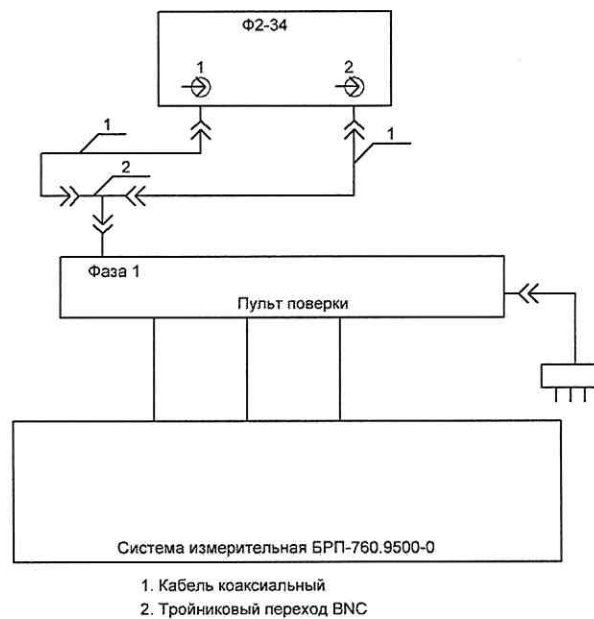 Ф2-34
1 2
1 1
2
Фаза 1
Пульт поверки
Система измерительная БРП-760.9500-0
1. Кабель коаксиальный
2. Тройниковый переход BNC